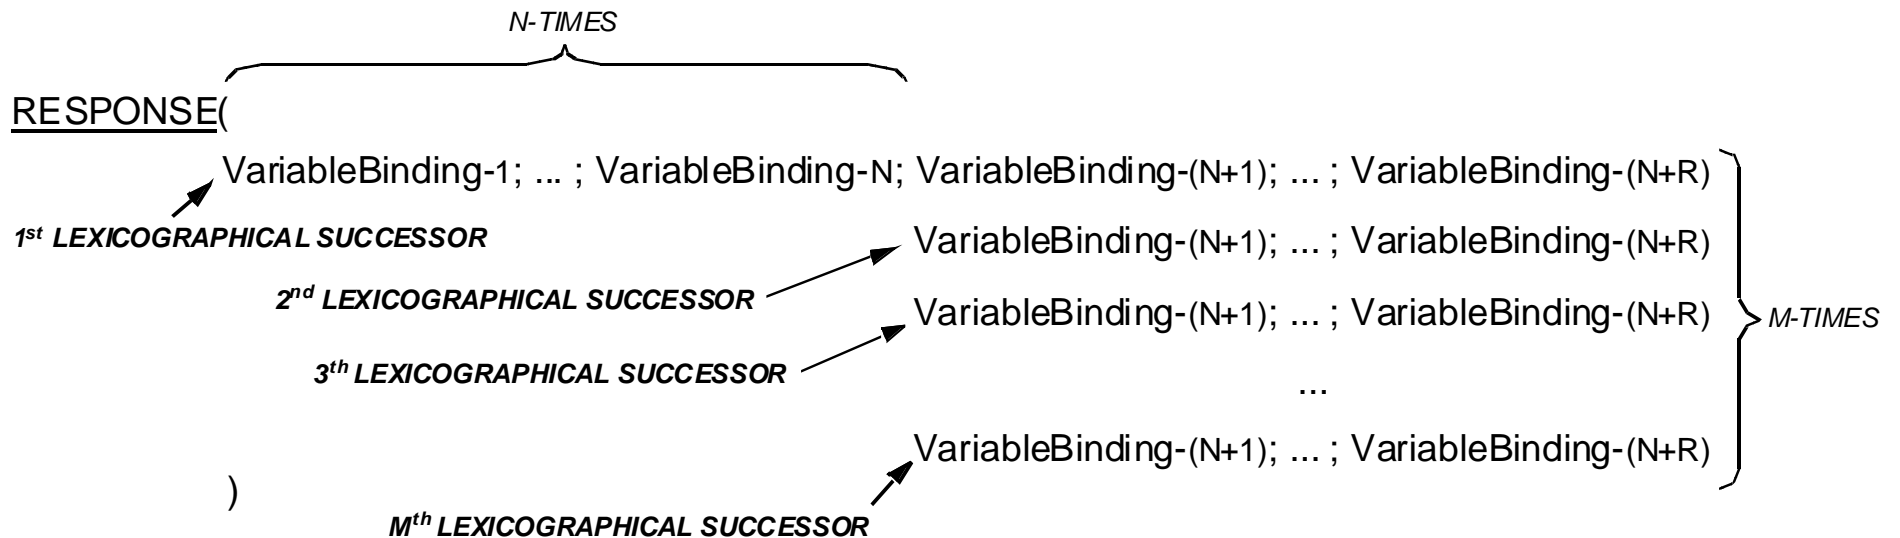 N-TIMES
RESPONSE(
VariableBinding-1; ... ; VariableBinding-N; VariableBinding-(N+1); ... ; VariableBinding-(N+R)
1st LEXICOGRAPHICAL SUCCESSOR
VariableBinding-(N+1); ... ; VariableBinding-(N+R)
2nd LEXICOGRAPHICAL SUCCESSOR
VariableBinding-(N+1); ... ; VariableBinding-(N+R)
M-TIMES
3th LEXICOGRAPHICAL SUCCESSOR
...
VariableBinding-(N+1); ... ; VariableBinding-(N+R)
)
Mth LEXICOGRAPHICAL SUCCESSOR